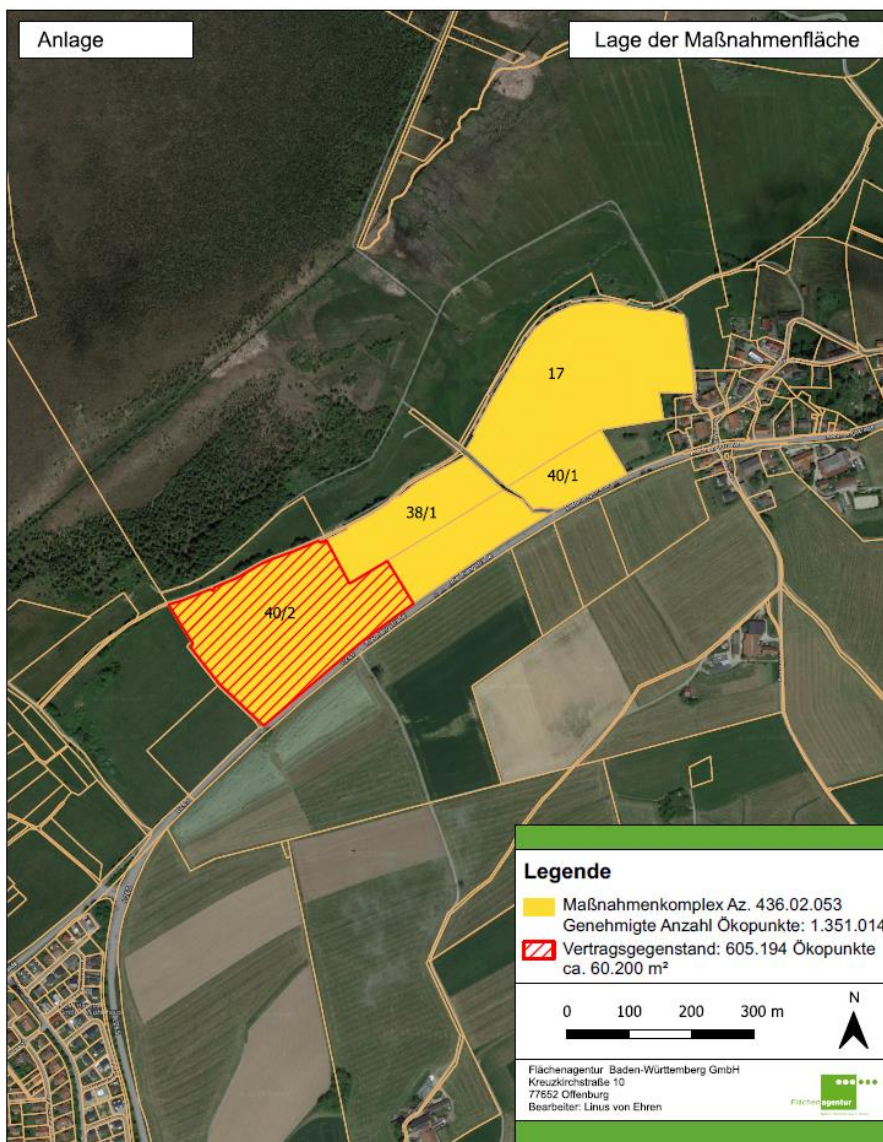 Anlage
Lage der Maßnahmenfläche
17
40/1
38/1
40/2
Legende
Maßnahmenkomplex Az. 436.02.053
Genehmigte Anzahl Ökopunkte: 1.351.014
Vertragsgegenstand: 605.194 Ökopunkte
ca. 60.200 m²
0 100 200 300 m
N
Flächenagentur Baden-Württemberg GmbH
Kreuzkirchstraße 10
77652 Offenburg
Bearbeiter: Linus von Ehren
Flächenagentur